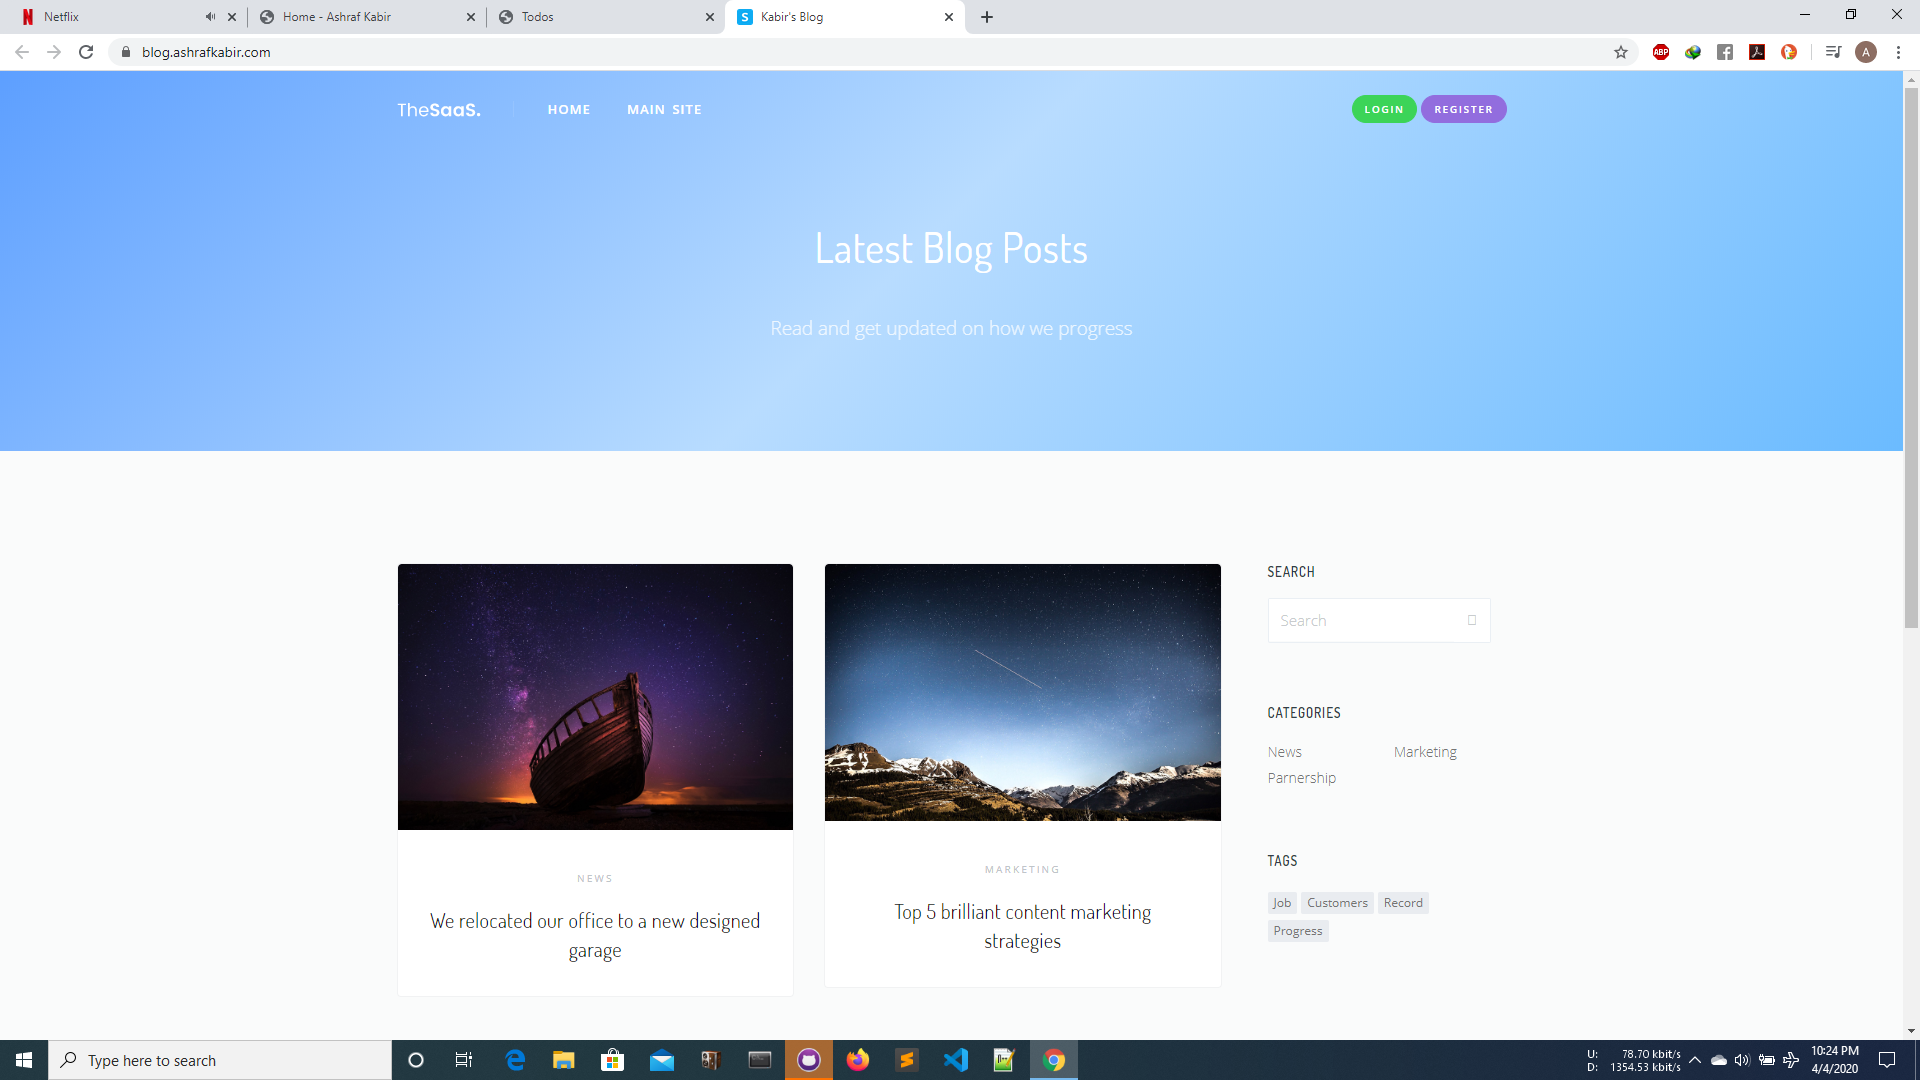 Netflix
Home - Ashraf Kabir
Todos
S
Kabir's Blog
blog.ashrafkabir.com
ABP
A
TheSaaS.
HOME
MAIN SITE
LOGIN
REGISTER
Latest Blog Posts
Read and get updated on how we progress
NEWS
We relocated our office to a new designed
garage
MARKETING
Top 5 brilliant content marketing
strategies
SEARCH
Search
CATEGORIES
News
Marketing
Parnership
TAGS
Job
Customers
Record
Progress
Type here to search
U: 78.70 kbit/s
D: 1354.53 kbit/s
10:24 PM
4/4/2020